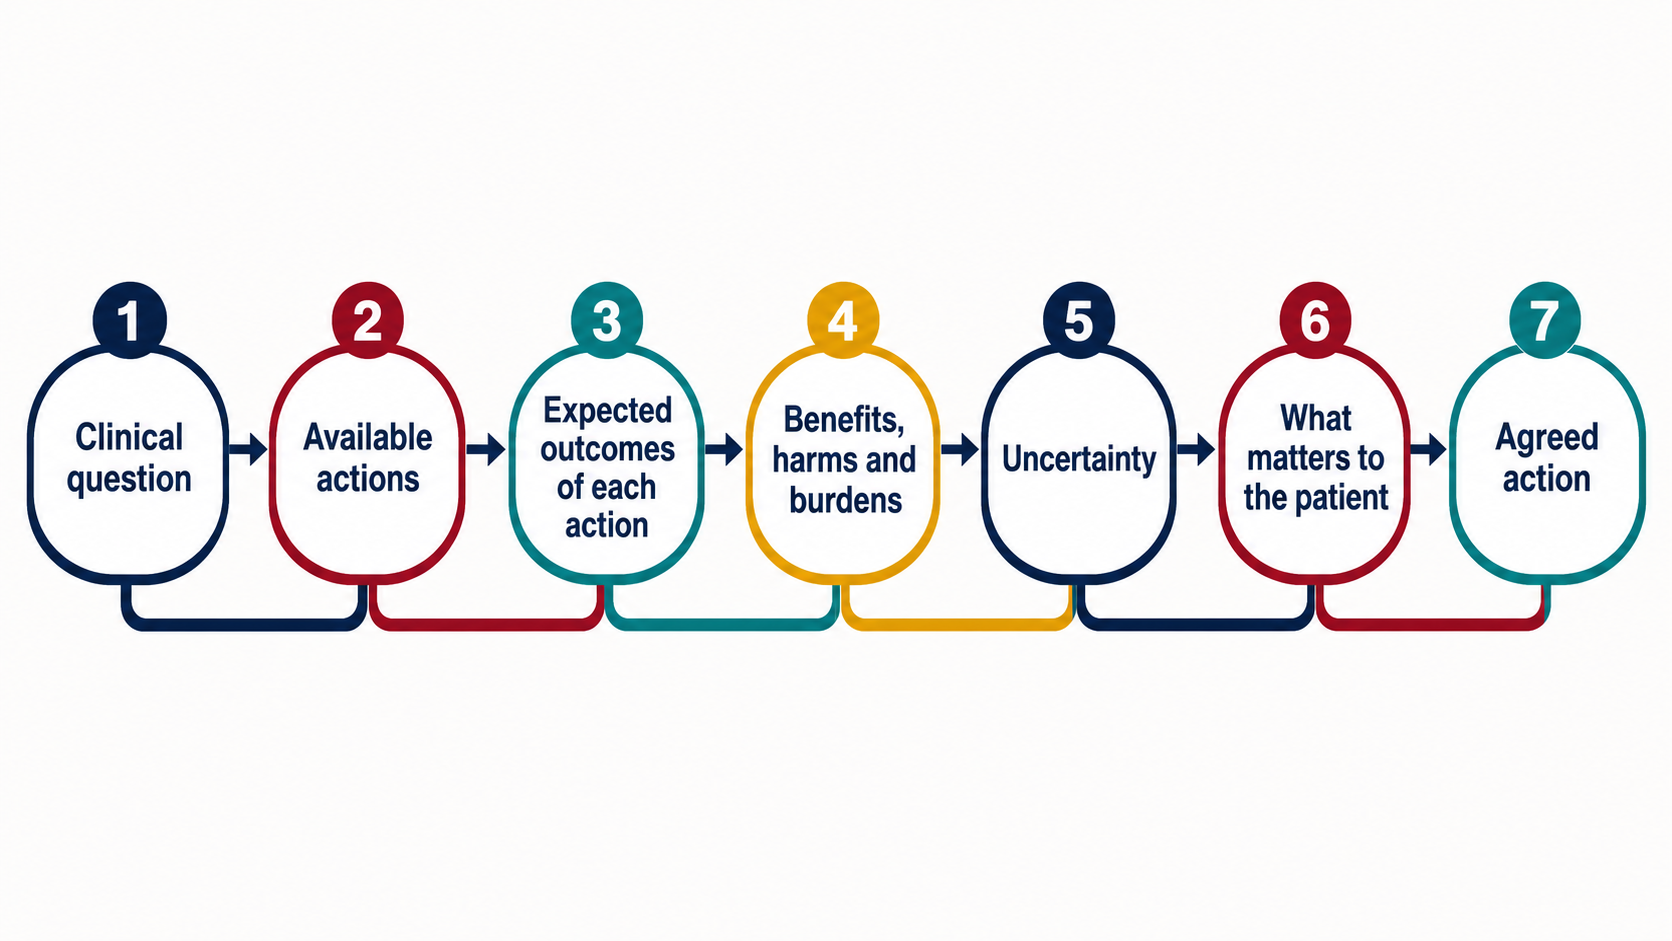 1
Clinical
question
2
Available
actions
3
Expected
outcomes
of each
action
4
Benefits,
harms and
burdens
5
Uncertainty
6
What
matters to
the patient
7
Agreed
action